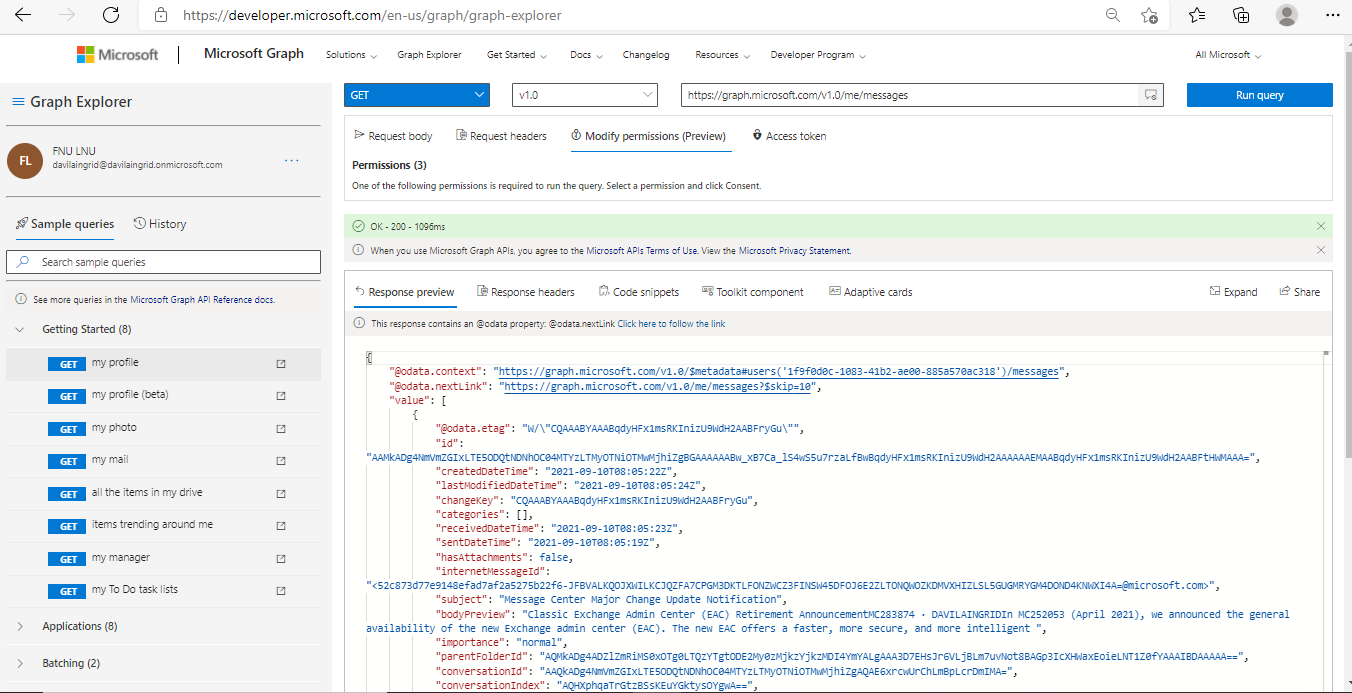 https://developer.microsoft.com/en-us/graph/graph-explorer
Microsoft
Microsoft Graph
Solutions
Graph Explorer
Get Started
Docs
Changelog
Resources
Developer Program
All Microsoft
Graph Explorer
FL
FNU LNU
davilaingrid@davilaingrid.onmicrosoft.com
Sample queries
History
Search sample queries
See more queries in the Microsoft Graph API Reference docs.
Getting Started (8)
GET my profile
GET my profile (beta)
GET my photo
GET my mail
GET all the items in my drive
GET items trending around me
GET my manager
GET my To Do task lists
Applications (8)
Batching (2)
GET
v1.0
https://graph.microsoft.com/v1.0/me/messages
Run query
Request body
Request headers
Modify permissions (Preview)
Access token
Permissions (3)
One of the following permissions is required to run the query. Select a permission and click Consent.
OK - 200 - 1096ms
When you use Microsoft Graph APIs, you agree to the Microsoft APIs Terms of Use. View the Microsoft Privacy Statement.
Response preview
Response headers
Code snippets
Toolkit component
Adaptive cards
Expand
Share
This response contains an @odata property: @odata.nextLink Click here to follow the link
{
"@odata.context": "https://graph.microsoft.com/v1.0/$metadata#users('1f9f0d0c-1083-41b2-ae00-885a570ac318')/messages",
"@odata.nextLink": "https://graph.microsoft.com/v1.0/me/messages?$skip=10",
"value": [
{
"@odata.etag": "W/\"CQAAABYAAABqdyHFx1msRKInizU9WdH2AABFryGu\"",
"id":
"AAMkADg4NmVmZGIxLTE5ODQtNDNhOC04MTYzLTMyOTNiOTMwMjhiZgBGAAAAAABw_xB7Ca_lS4wS5u7rzaLfBwBqdyHFx1msRKInizU9WdH2AAAAAAEMAABqdyHFx1msRKInizU9WdH2AABFtHWMAAA=",
"createdDateTime": "2021-09-10T08:05:22Z",
"lastModifiedDateTime": "2021-09-10T08:05:24Z",
"changeKey": "CQAAABYAAABqdyHFx1msRKInizU9WdH2AABFryGu",
"categories": [],
"receivedDateTime": "2021-09-10T08:05:23Z",
"sentDateTime": "2021-09-10T08:05:19Z",
"hasAttachments": false,
"internetMessageId":
"<52c873d77e9148efad7af2a5275b22f6-JFBVALKQOJXWILKCJQZFA7CPGM3DKTLFONZWCZ3FINSW45DFOJ6E2ZLTONQWOZKDMVXHIZLSL5GUGMRYGM4DOND4KNWXI4A=@microsoft.com>",
"subject": "Message Center Major Change Update Notification",
"bodyPreview": "Classic Exchange Admin Center (EAC) Retirement AnnouncementMC283874 · DAVILAINGRIDIn MC252053 (April 2021), we announced the general
availability of the new Exchange admin center (EAC). The new EAC offers a faster, more secure, and more intelligent ",
"importance": "normal",
"parentFolderId": "AQMkADg4ADZlZmRiMS0xOTg0LTQzYTgtODE2My0zMjkzYjkzMDI4YmYALgAAA3D7EHsJr6VLjBLm7uvNot8BAGp3IcXHWaxEoieLNT1Z0fYAAAIBDAAAAA==",
"conversationId": "AAQkADg4NmVmZGIxLTE5ODQtNDNhOC04MTYzLTMyOTNiOTMwMjhiZgAQAE6xrcwUrChLmBpLcrDmIMA=",
"conversationIndex": "AQHXphqaTrGtzBSsKEuYGktysOYgwA==",